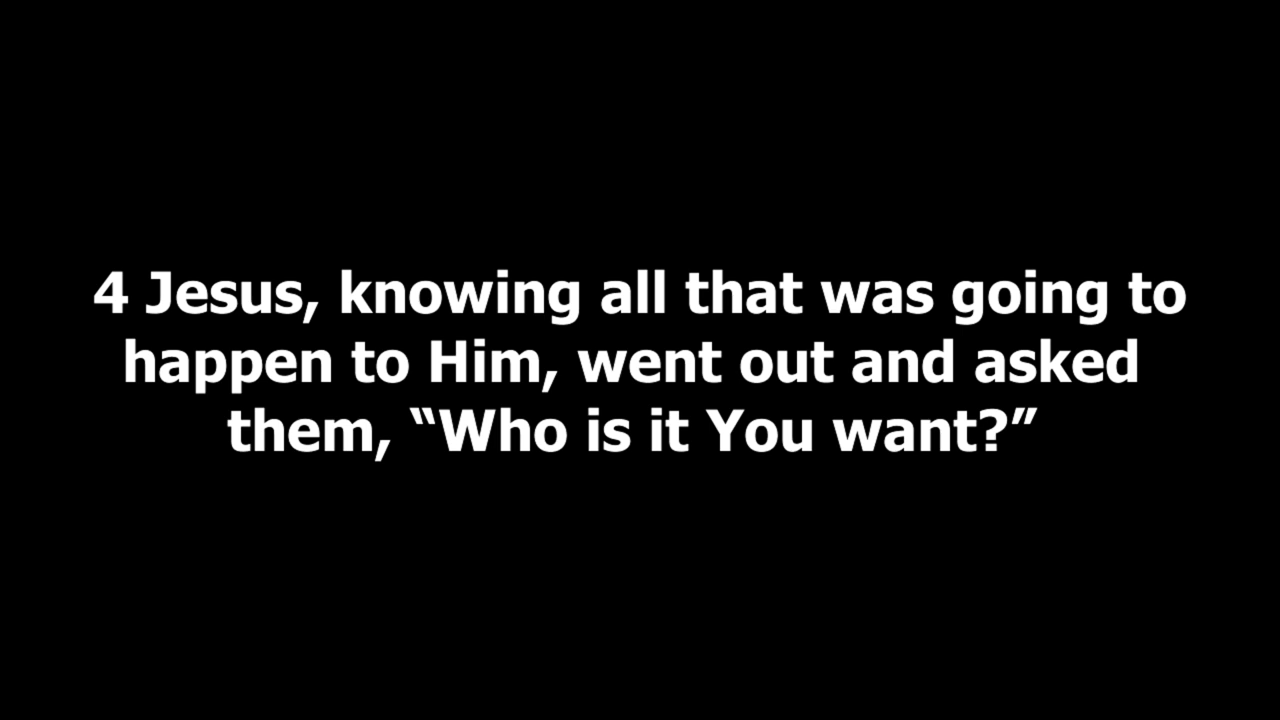 4 Jesus, knowing all that was going to
happen to Him, went out and asked
them, “Who is it You want?”